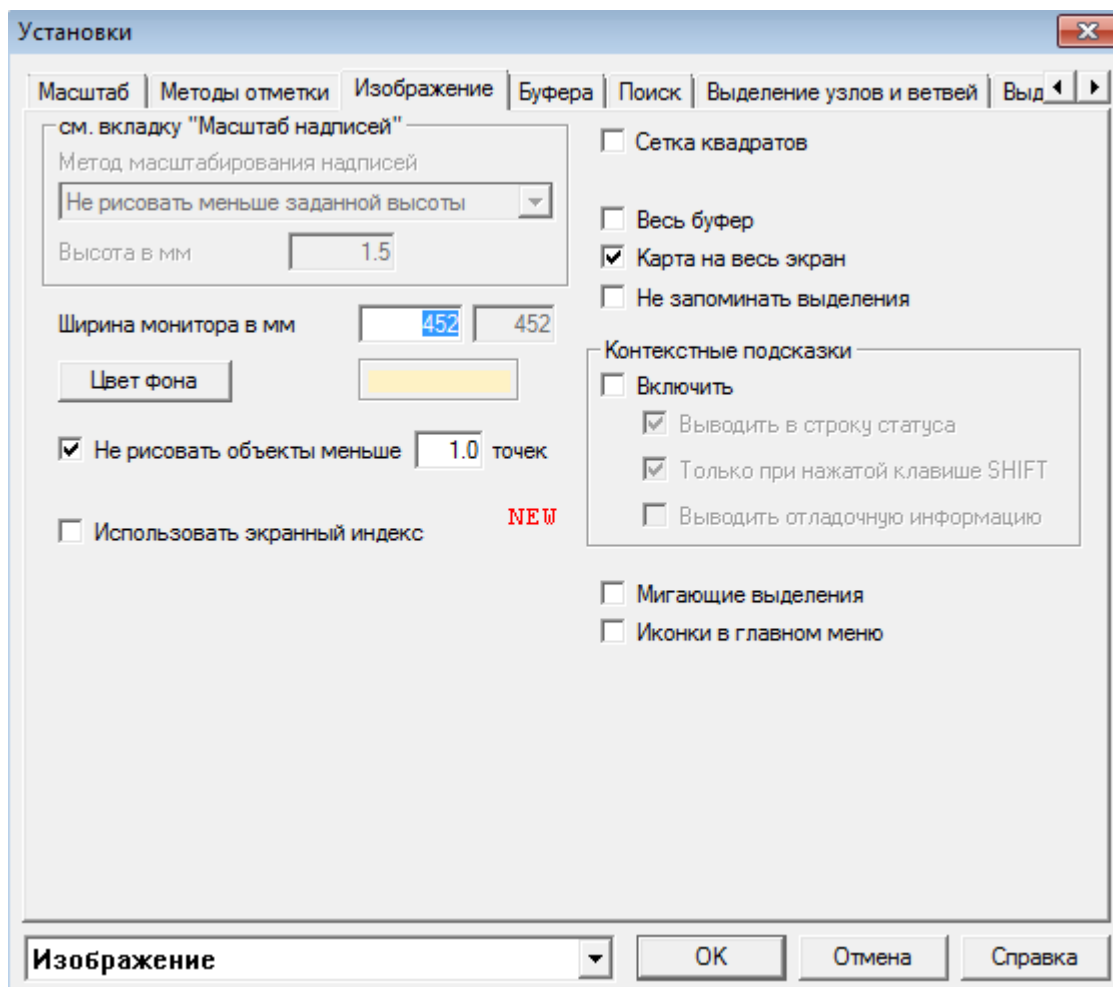 Установки
Масштаб
Методы отметки
Изображение
Буфера
Поиск
Выделение узлов и ветвей
Выд
см. вкладку "Масштаб надписей"
Метод масштабирования надписей
Не рисовать меньше заданной высоты
Высота в мм 1.5
Ширина монитора в мм 452 452
Цвет фона
Не рисовать объекты меньше 1.0 точек
NEW
Использовать экранный индекс
Сетка квадратов
Весь буфер
Карта на весь экран
Не запоминать выделения
Контекстные подсказки
Включить
Выводить в строку статуса
Только при нажатой клавише SHIFT
Выводить отладочную информацию
Мигающие выделения
Иконки в главном меню
Изображение
OK
Отмена
Справка